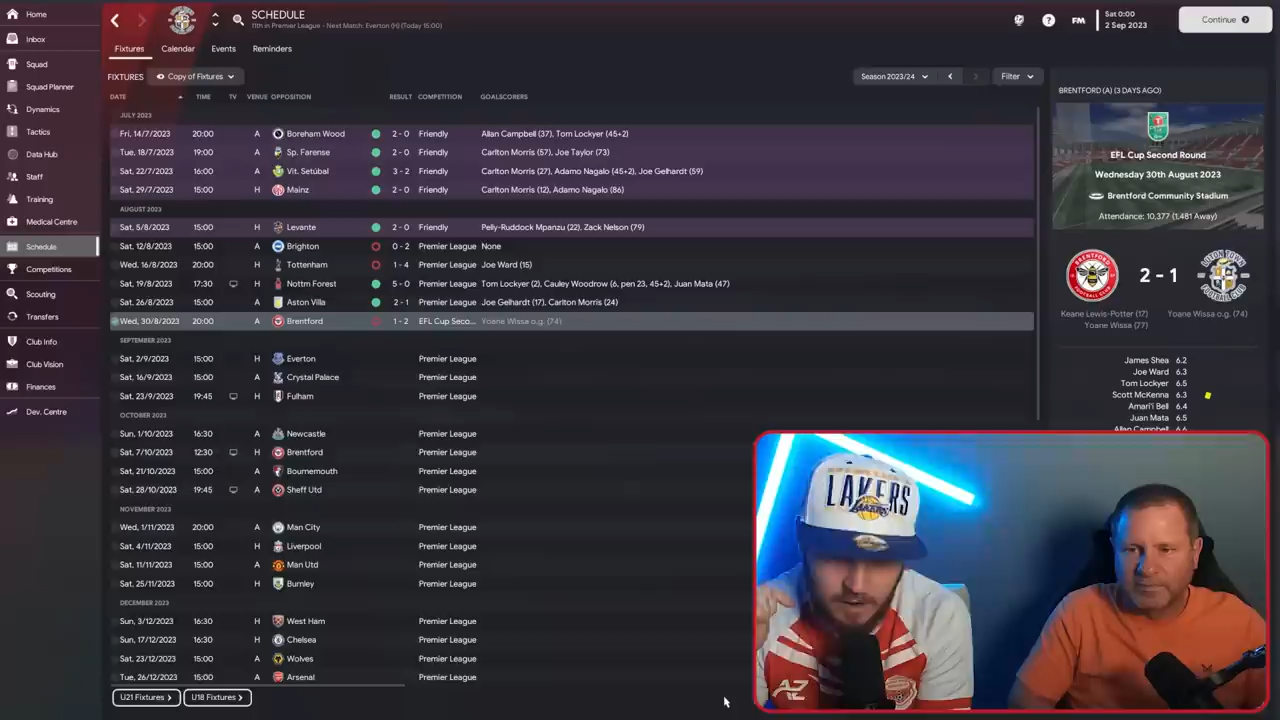 Home
Inbox
Squad
Squad Planner
Dynamics
Tactics
Data Hub
Staff
Training
Medical Centre
Schedule
Competitions
Scouting
Transfers
Club Info
Club Vision
Finances
Dev. Centre
SCHEDULE
11th in Premier League - Next Match: Everton (H) (Today 15:00)
FM
Sat 0:00
2 Sep 2023
Continue
Fixtures Calendar Events Reminders
FIXTURES Copy of Fixtures Season 2023/24 Filter
DATE TIME TV VENUE OPPOSITION RESULT COMPETITION GOALSCORERS
JULY 2023
Fri, 14/7/2023 20:00 A Boreham Wood 2 - 0 Friendly Allan Campbell (37), Tom Lockyer (45+2)
Tue, 18/7/2023 19:00 A Sp. Farense 2 - 0 Friendly Carlton Morris (57), Joe Taylor (73)
Sat, 22/7/2023 16:00 A Vit. Setúbal 3 - 2 Friendly Carlton Morris (27), Adamo Nagalo (45+2), Joe Gelhardt (59)
Sat, 29/7/2023 15:00 H Mainz 2 - 0 Friendly Carlton Morris (12), Adamo Nagalo (86)
AUGUST 2023
Sat, 5/8/2023 15:00 H Levante 2 - 0 Friendly Pelly-Ruddock Mpanzu (22), Zack Nelson (79)
Sat, 12/8/2023 15:00 A Brighton 0 - 2 Premier League None
Wed, 16/8/2023 20:00 H Tottenham 1 - 4 Premier League Joe Ward (15)
Sat, 19/8/2023 17:30 H Nottm Forest 5 - 0 Premier League Tom Lockyer (2), Cauley Woodrow (6, pen 23, 45+2), Juan Mata (47)
Sat, 26/8/2023 15:00 H Aston Villa 2 - 1 Premier League Joe Gelhardt (17), Carlton Morris (24)
Wed, 30/8/2023 20:00 A Brentford 1 - 2 EFL Cup Seco... Yoane Wissa o.g. (74)
SEPTEMBER 2023
Sat, 2/9/2023 15:00 H Everton Premier League
Sat, 16/9/2023 15:00 A Crystal Palace Premier League
Sat, 23/9/2023 19:45 H Fulham Premier League
OCTOBER 2023
Sun, 1/10/2023 16:30 A Newcastle Premier League
Sat, 7/10/2023 12:30 H Brentford Premier League
Sat, 21/10/2023 15:00 A Bournemouth Premier League
Sat, 28/10/2023 19:45 A Sheff Utd Premier League
NOVEMBER 2023
Wed, 1/11/2023 20:00 A Man City Premier League
Sat, 4/11/2023 15:00 H Liverpool Premier League
Sat, 11/11/2023 15:00 A Man Utd Premier League
Sat, 25/11/2023 15:00 H Burnley Premier League
DECEMBER 2023
Sun, 3/12/2023 16:30 H West Ham Premier League
Sun, 17/12/2023 16:30 H Chelsea Premier League
Sat, 23/12/2023 15:00 A Wolves Premier League
Tue, 26/12/2023 15:00 A Arsenal Premier League
U21 Fixtures
U18 Fixtures
BRENTFORD (A) (3 DAYS AGO)
EFL Cup Second Round
Wednesday 30th August 2023
Brentford Community Stadium
Attendance: 10,377 (1,481 Away)
2 - 1
Keane Lewis-Potter (17)
Yoane Wissa (77)
Yoane Wissa o.g. (74)
James Shea 6.2
Joe Ward 6.3
Tom Lockyer 6.5
Scott McKenna 6.3
Amari'i Bell 6.4
Juan Mata 6.5
Allan Campbell 6.6
LAKERS
AZ